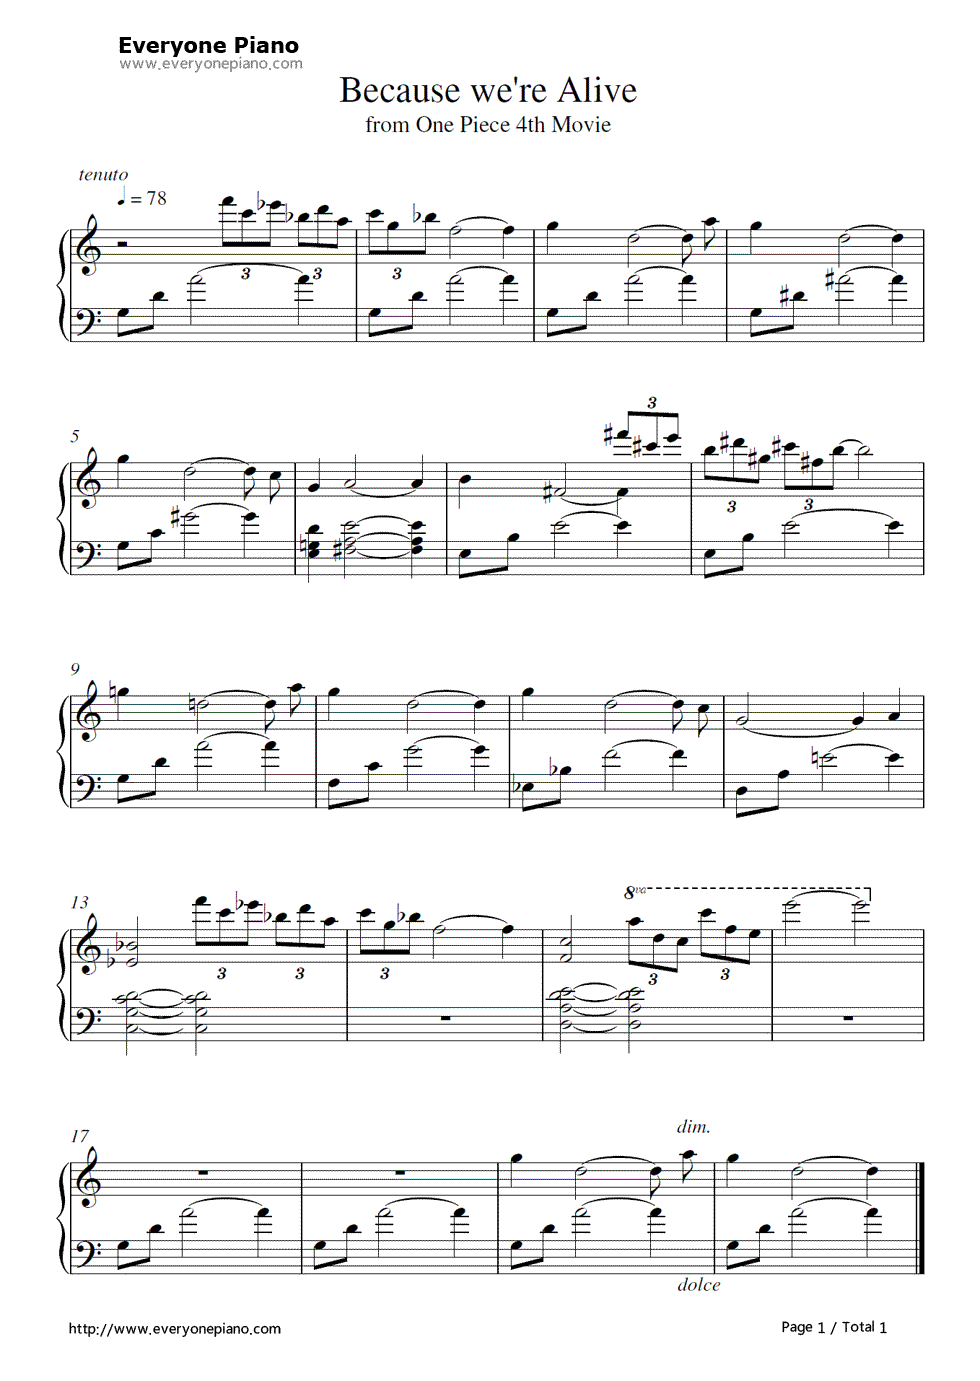 Everyone Piano
www.everyonepiano.com
Because we're Alive
from One Piece 4th Movie
tenuto
♩ = 78
3 3 3
5
3
3 3
9
13
8va
3 3 3 3 3
17
dim.
dolce
http://www.everyonepiano.com
Page 1 / Total 1